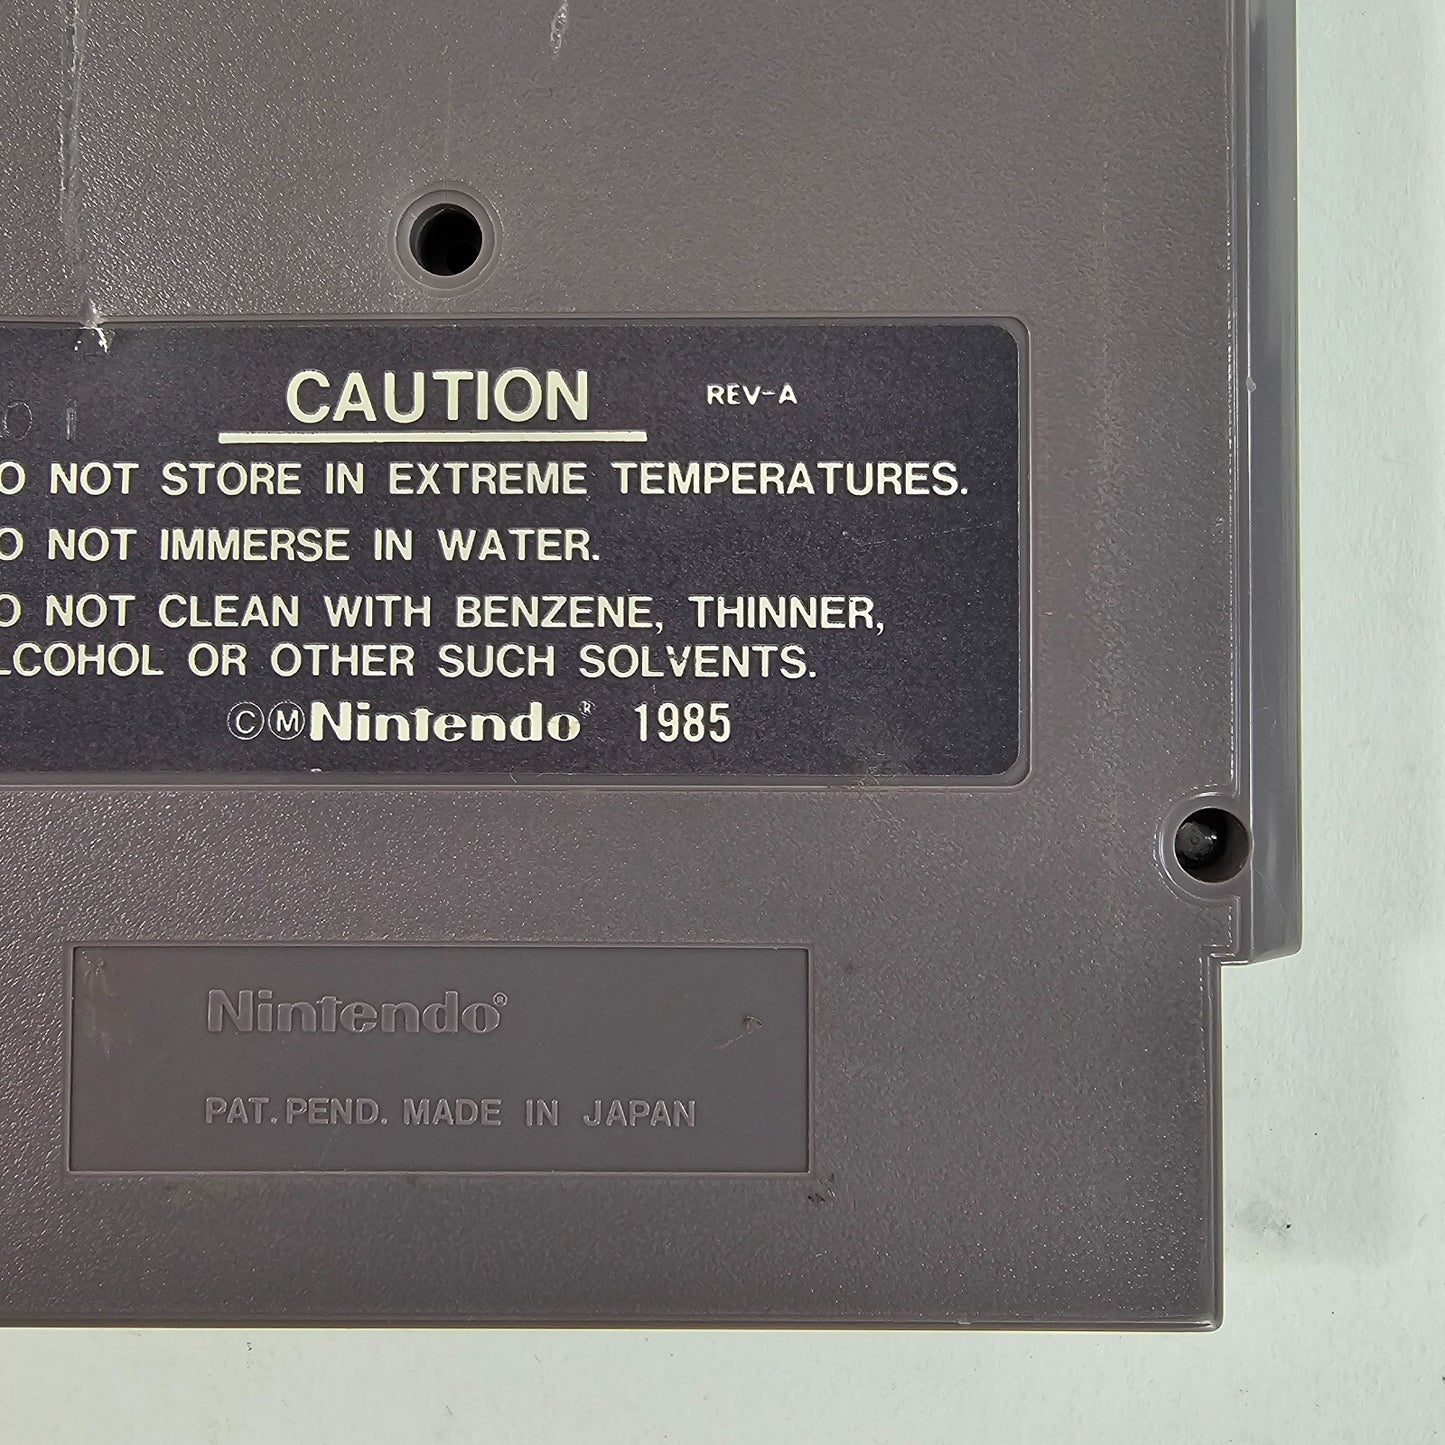 CAUTION REV-A
O NOT STORE IN EXTREME TEMPERATURES.
O NOT IMMERSE IN WATER.
O NOT CLEAN WITH BENZENE, THINNER,
LCOHOL OR OTHER SUCH SOLVENTS.
©ⓂNintendo® 1985
Nintendo®
PAT. PEND. MADE IN JAPAN